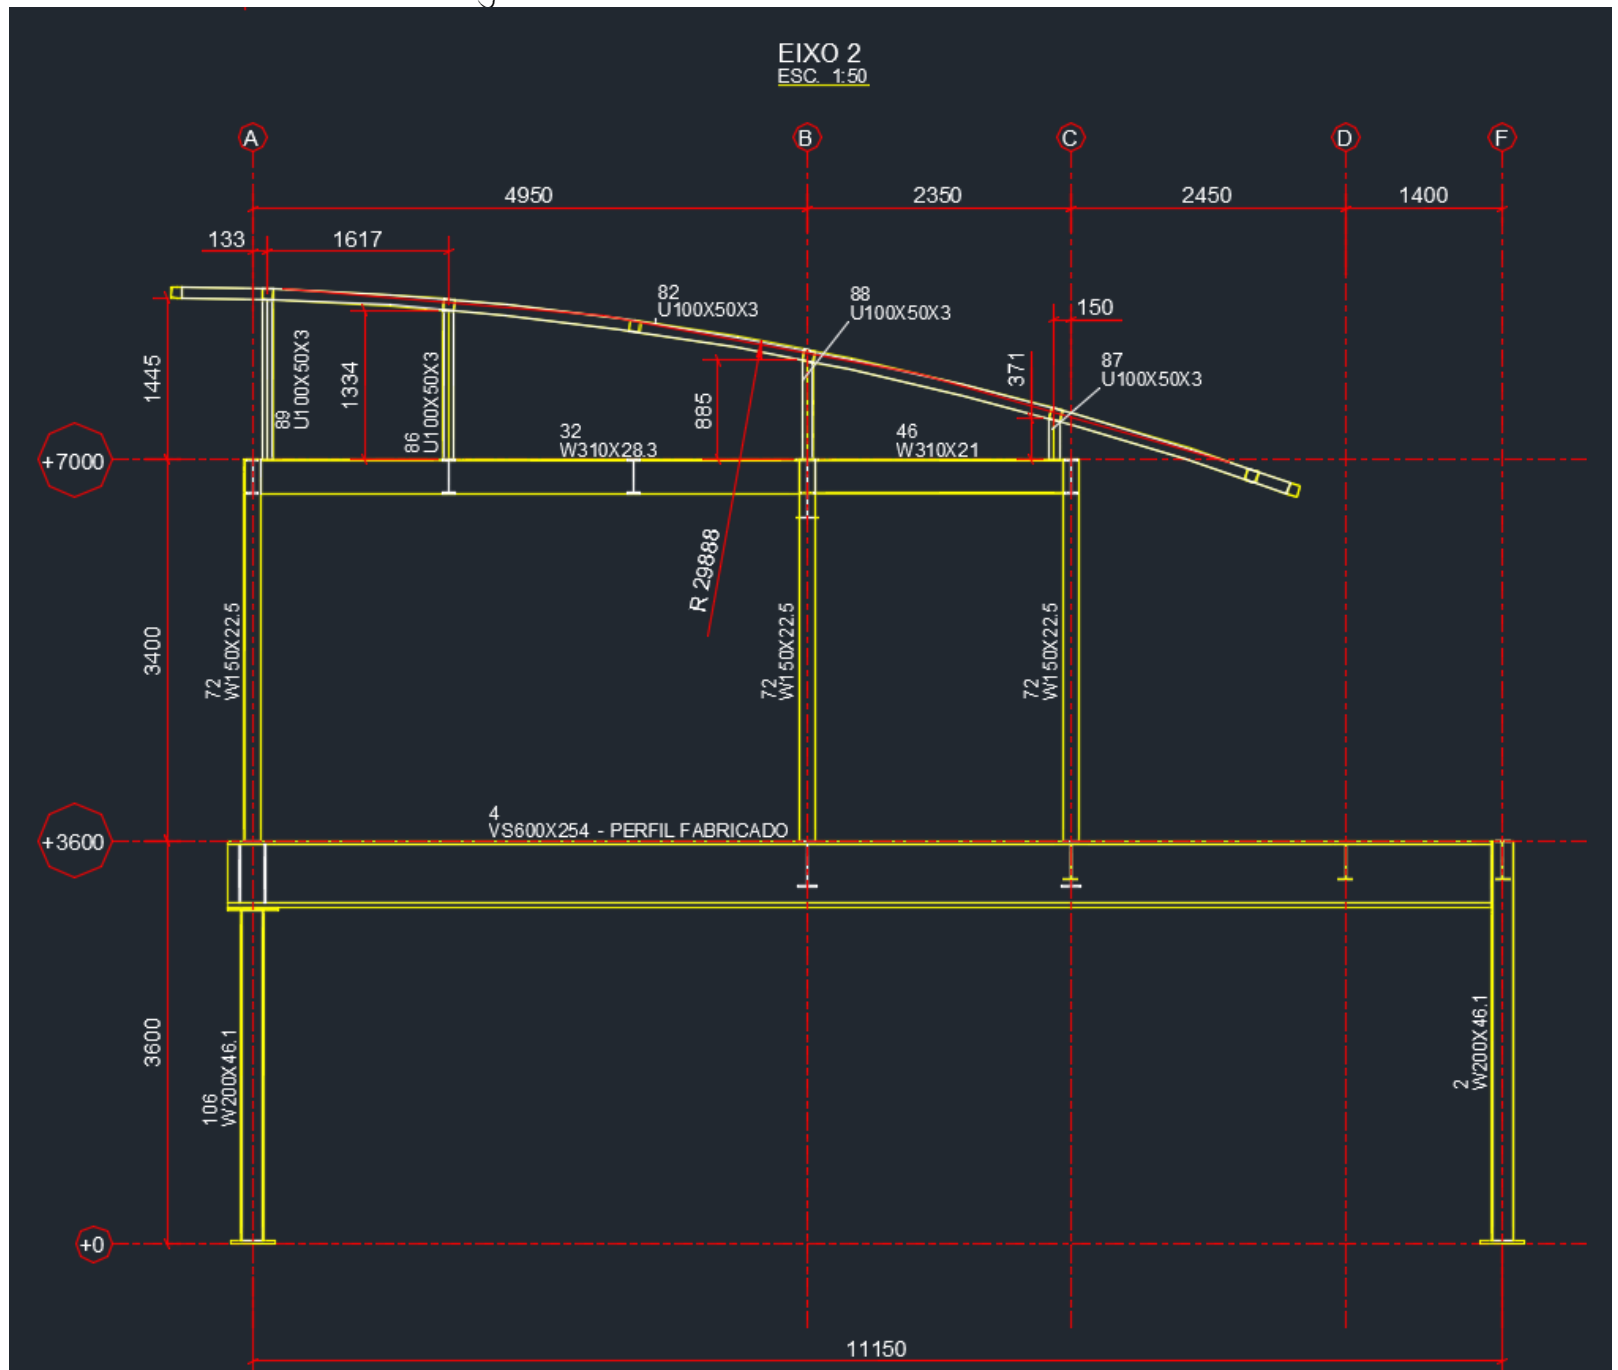 EIXO 2
ESC. 1:50
A
B
C
D
F
4950
2350
2450
1400
133
1617
82
U100X50X3
88
U100X50X3
150
1445
89
U100X50X3
1334
86
U100X50X3
885
371
87
U100X50X3
32
W310X28.3
46
W310X21
+7000
R 29888
3400
72
W150X22.5
72
W150X22.5
72
W150X22.5
4
VS600X254 - PERFIL FABRICADO
+3600
3600
106
W200X46.1
2
W200X46.1
+0
11150